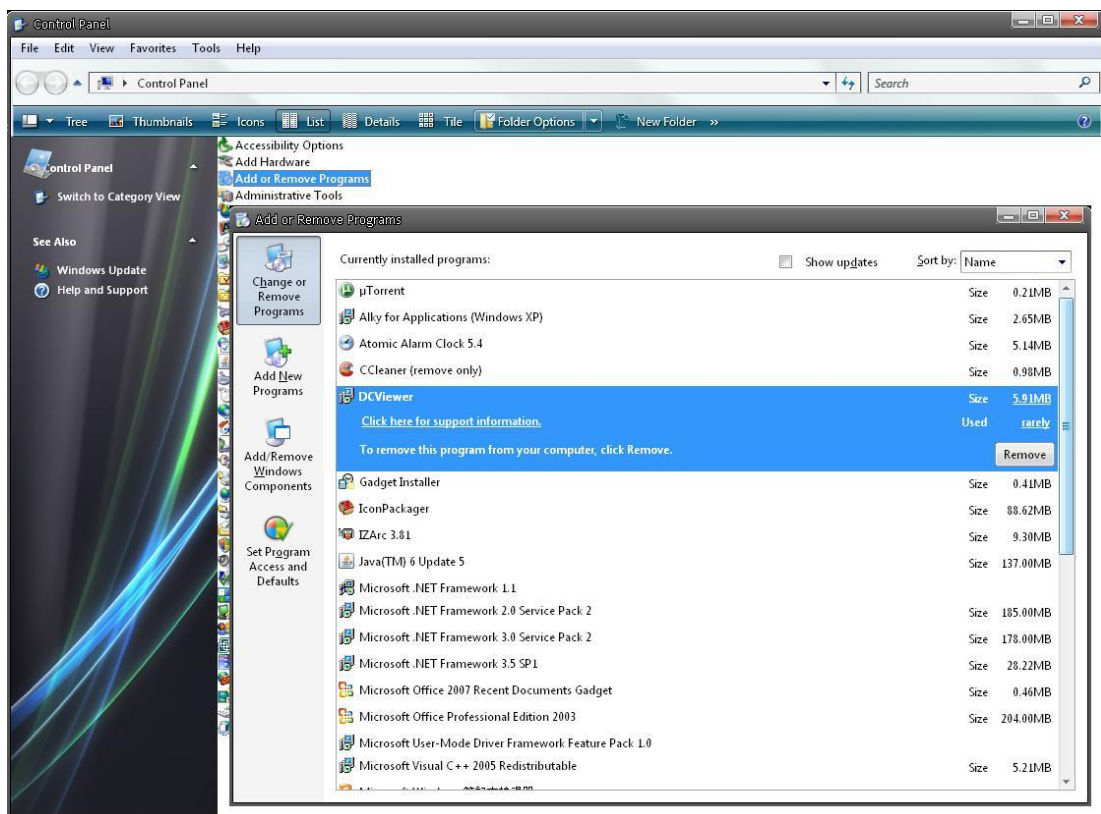 Control Panel
File Edit View Favorites Tools Help
Control Panel Search
Tree Thumbnails Icons List Details Tile Folder Options New Folder »
Control Panel
Switch to Category View
See Also
Windows Update
Help and Support
Accessibility Options
Add Hardware
Add or Remove Programs
Administrative Tools
Add or Remove Programs
Change or
Remove
Programs
Add New
Programs
Add/Remove
Windows
Components
Set Program
Access and
Defaults
Currently installed programs: Show updates Sort by: Name
µTorrent Size 0.21MB
Alky for Applications (Windows XP) Size 2.65MB
Atomic Alarm Clock 5.4 Size 5.14MB
CCleaner (remove only) Size 0.98MB
DCViewer Size 5.91MB
Click here for support information. Used rarely
To remove this program from your computer, click Remove. Remove
Gadget Installer Size 0.41MB
IconPackager Size 88.62MB
IZArc 3.81 Size 9.30MB
Java(TM) 6 Update 5 Size 137.00MB
Microsoft .NET Framework 1.1
Microsoft .NET Framework 2.0 Service Pack 2 Size 185.00MB
Microsoft .NET Framework 3.0 Service Pack 2 Size 178.00MB
Microsoft .NET Framework 3.5 SP1 Size 28.22MB
Microsoft Office 2007 Recent Documents Gadget Size 0.46MB
Microsoft Office Professional Edition 2003 Size 204.00MB
Microsoft User-Mode Driver Framework Feature Pack 1.0
Microsoft Visual C++ 2005 Redistributable Size 5.21MB